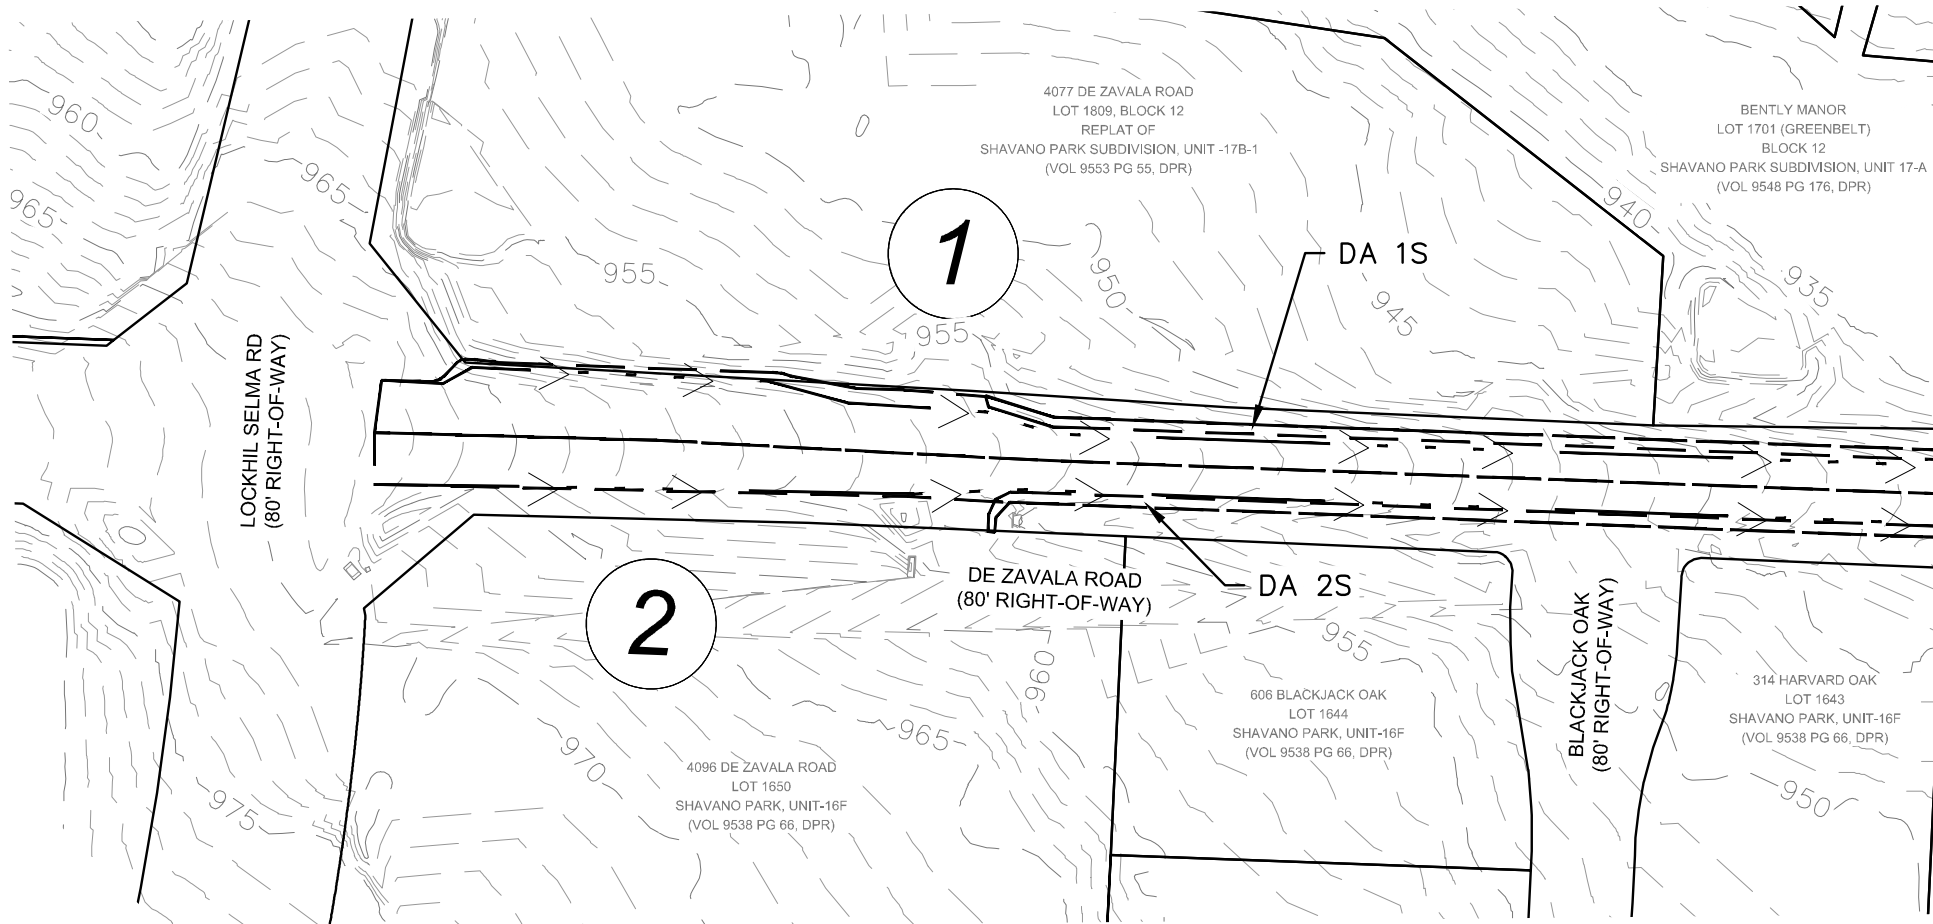 4077 DE ZAVALA ROAD
LOT 1809, BLOCK 12
REPLAT OF
SHAVANO PARK SUBDIVISION, UNIT -17B-1
(VOL 9553 PG 55, DPR)
BENTLY MANOR
LOT 1701 (GREENBELT)
BLOCK 12
SHAVANO PARK SUBDIVISION, UNIT 17-A
(VOL 9548 PG 176, DPR)
960
965
965
955
1
955
950
945
940
935
DA 1S
LOCKHIL SELMA RD
(80' RIGHT-OF-WAY)
2
DE ZAVALA ROAD
(80' RIGHT-OF-WAY)
DA 2S
BLACKJACK OAK
(80' RIGHT-OF-WAY)
955
960
965
970
975
950
606 BLACKJACK OAK
LOT 1644
SHAVANO PARK, UNIT-16F
(VOL 9538 PG 66, DPR)
314 HARVARD OAK
LOT 1643
SHAVANO PARK, UNIT-16F
(VOL 9538 PG 66, DPR)
4096 DE ZAVALA ROAD
LOT 1650
SHAVANO PARK, UNIT-16F
(VOL 9538 PG 66, DPR)